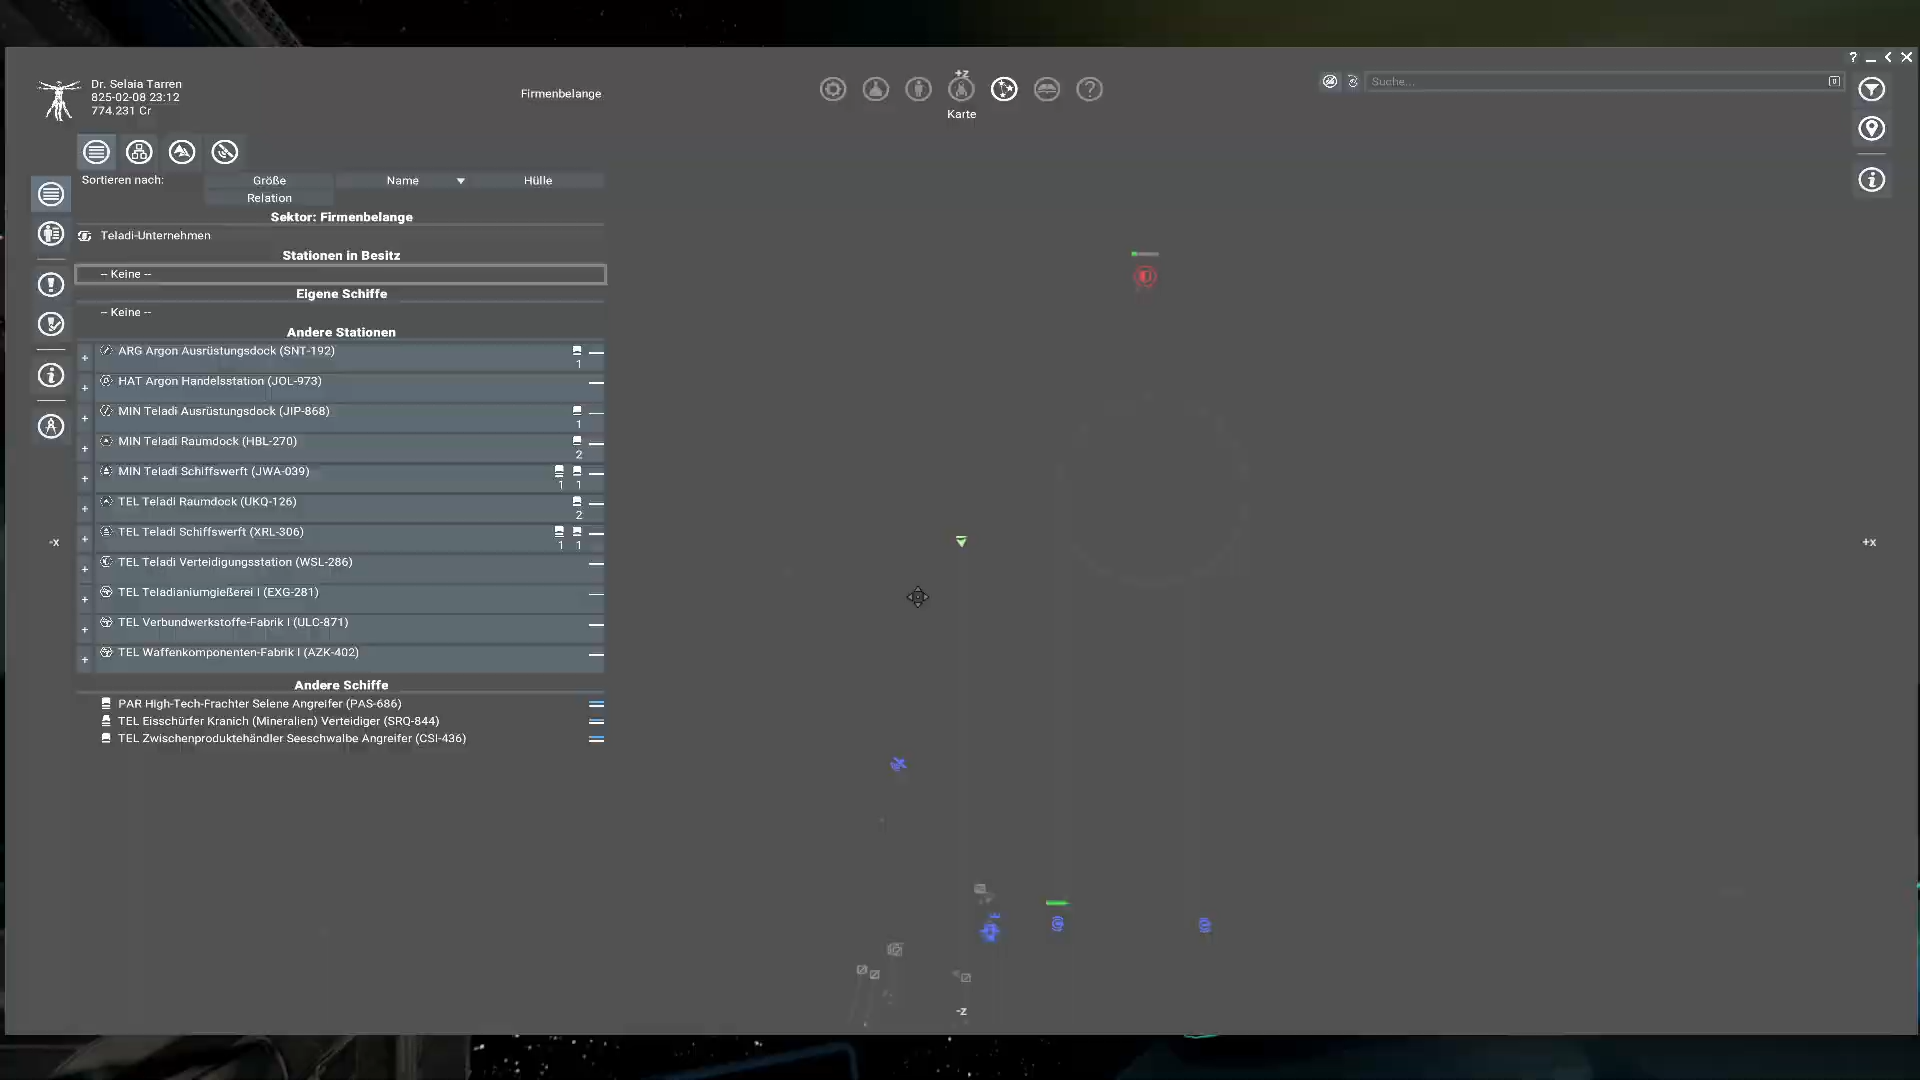 Dr. Selaia Tarren
825-02-08 23:12
774.231 Cr
Firmenbelange
+z
Karte
Suche...
?
Sortieren nach:
Größe
Name
Hülle
Relation
Sektor: Firmenbelange
Teladi-Unternehmen
Stationen in Besitz
-- Keine --
Eigene Schiffe
-- Keine --
Andere Stationen
+ ARG Argon Ausrüstungsdock (SNT-192)
1
+ HAT Argon Handelsstation (JOL-973)
+ MIN Teladi Ausrüstungsdock (JIP-868)
1
+ MIN Teladi Raumdock (HBL-270)
2
+ MIN Teladi Schiffswerft (JWA-039)
1 1
+ TEL Teladi Raumdock (UKQ-126)
2
+ TEL Teladi Schiffswerft (XRL-306)
1 1
+ TEL Teladi Verteidigungsstation (WSL-286)
+ TEL Teladianiumgießerei I (EXG-281)
+ TEL Verbundwerkstoffe-Fabrik I (ULC-871)
+ TEL Waffenkomponenten-Fabrik I (AZK-402)
Andere Schiffe
PAR High-Tech-Frachter Selene Angreifer (PAS-686)
TEL Eisschürfer Kranich (Mineralien) Verteidiger (SRQ-844)
TEL Zwischenproduktehändler Seeschwalbe Angreifer (CSI-436)
-x
+x
-z